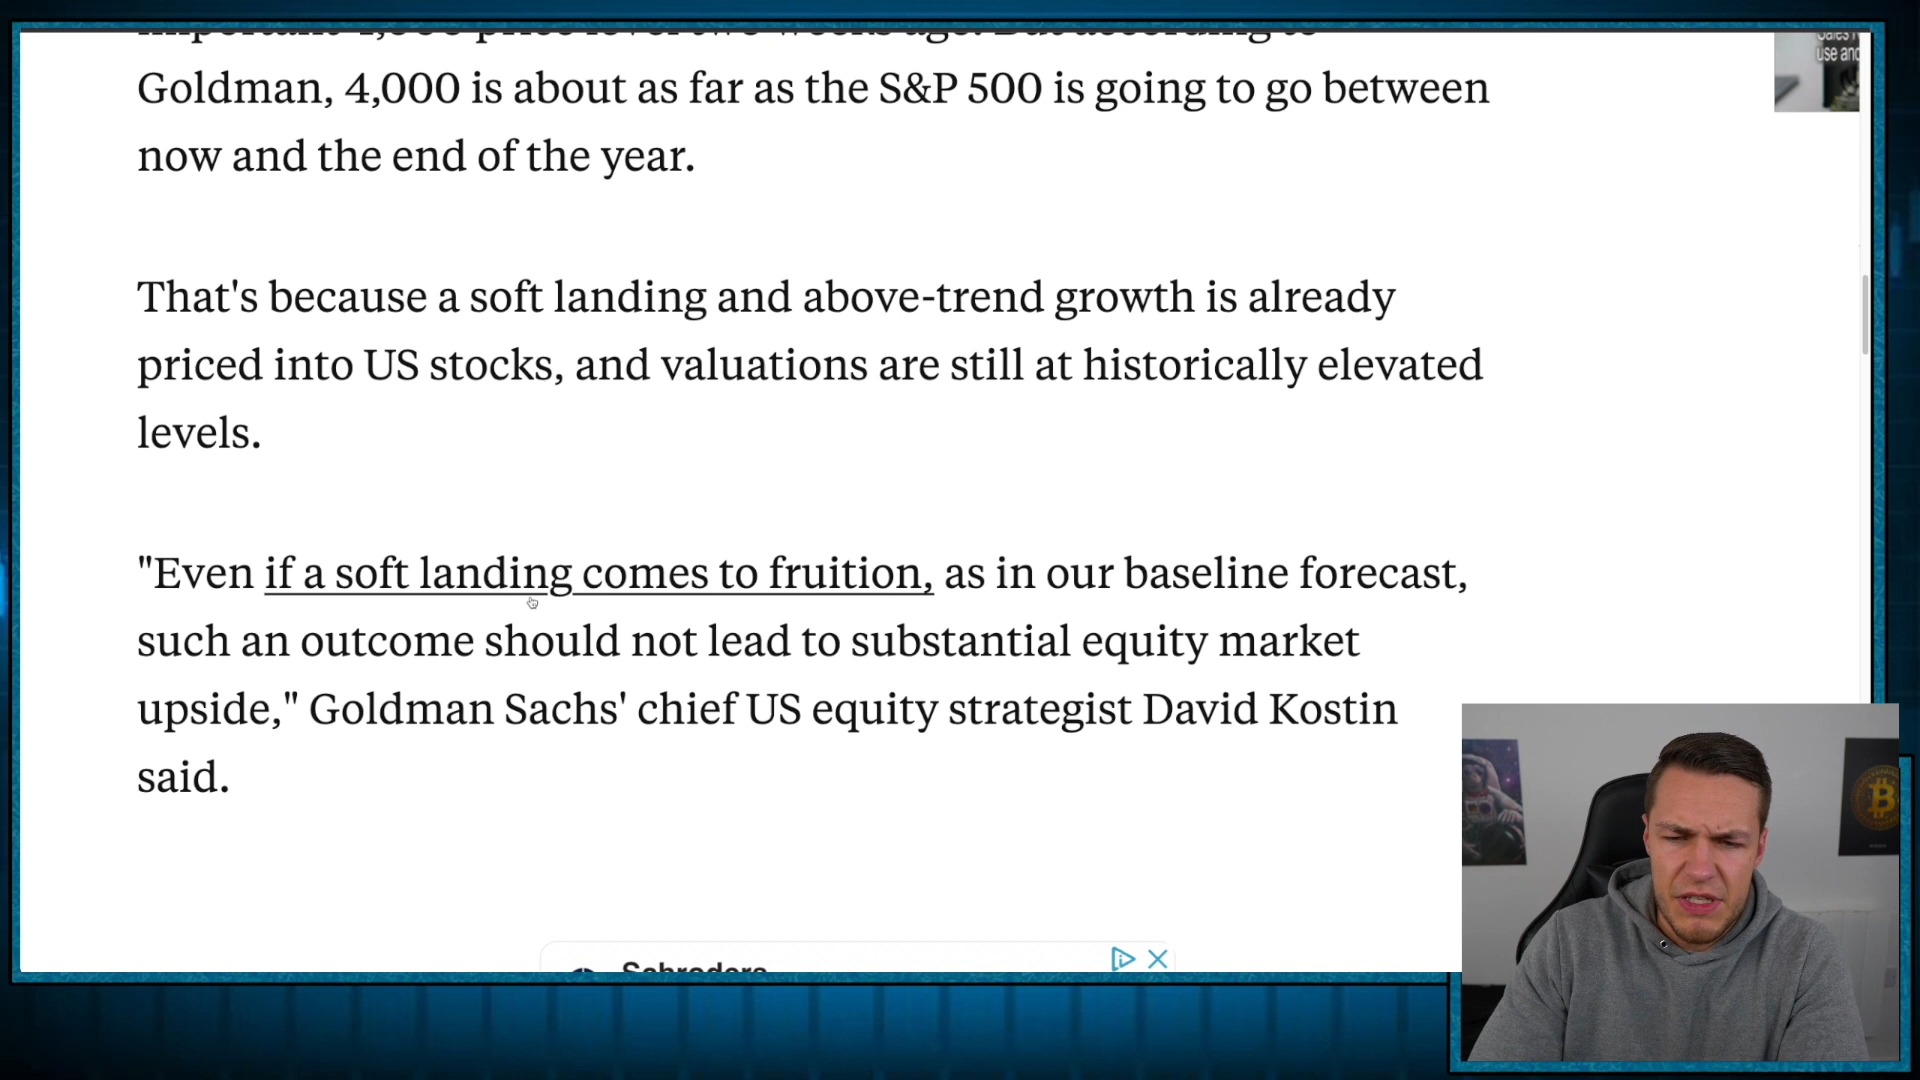 Goldman, 4,000 is about as far as the S&P 500 is going to go between
now and the end of the year.
That's because a soft landing and above-trend growth is already
priced into US stocks, and valuations are still at historically elevated
levels.
"Even if a soft landing comes to fruition, as in our baseline forecast,
such an outcome should not lead to substantial equity market
upside," Goldman Sachs' chief US equity strategist David Kostin
said.
Schroders
use and